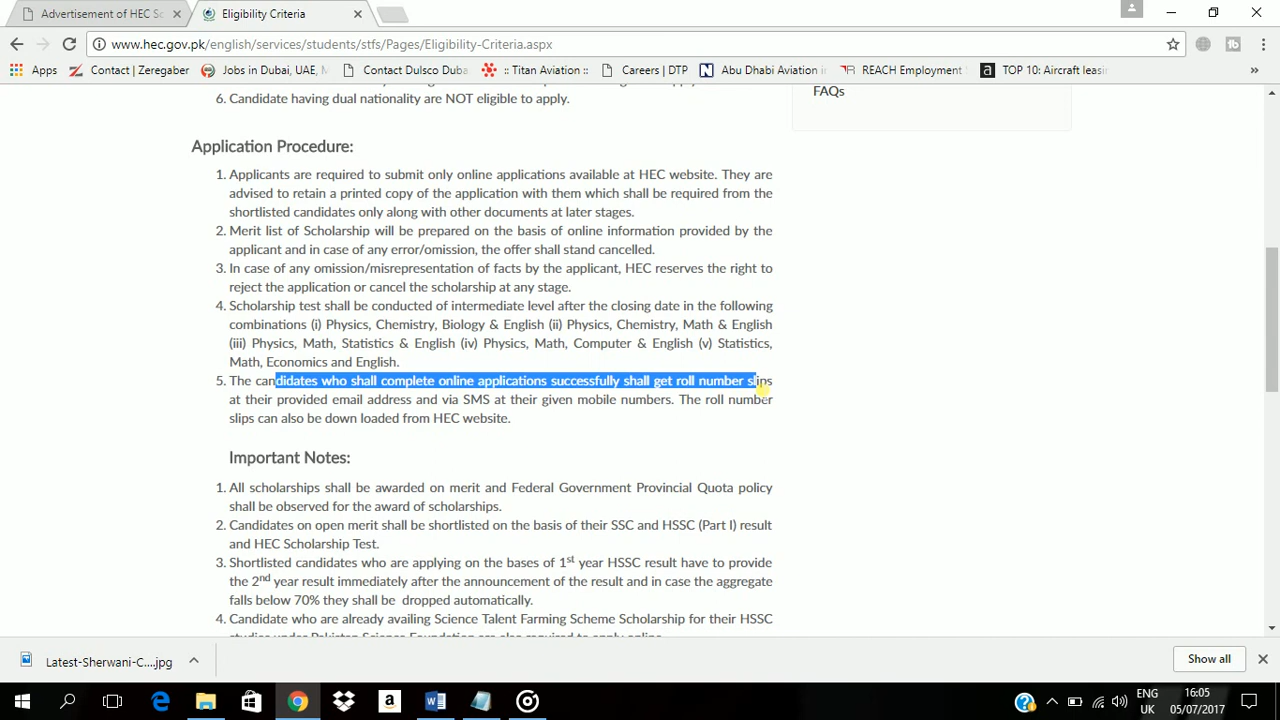 Advertisement of HEC Sc
Eligibility Criteria
www.hec.gov.pk/english/services/students/stfs/Pages/Eligibility-Criteria.aspx
Apps
Contact | Zeregaber
Jobs in Dubai, UAE, M
Contact Dulsco Duba
:: Titan Aviation ::
Careers | DTP
Abu Dhabi Aviation in
REACH Employment
TOP 10: Aircraft leasin
»
6. Candidate having dual nationality are NOT eligible to apply.
FAQs
Application Procedure:
1. Applicants are required to submit only online applications available at HEC website. They are
advised to retain a printed copy of the application with them which shall be required from the
shortlisted candidates only along with other documents at later stages.
2. Merit list of Scholarship will be prepared on the basis of online information provided by the
applicant and in case of any error/omission, the offer shall stand cancelled.
3. In case of any omission/misrepresentation of facts by the applicant, HEC reserves the right to
reject the application or cancel the scholarship at any stage.
4. Scholarship test shall be conducted of intermediate level after the closing date in the following
combinations (i) Physics, Chemistry, Biology & English (ii) Physics, Chemistry, Math & English
(iii) Physics, Math, Statistics & English (iv) Physics, Math, Computer & English (v) Statistics,
Math, Economics and English.
5. The candidates who shall complete online applications successfully shall get roll number slips
at their provided email address and via SMS at their given mobile numbers. The roll number
slips can also be down loaded from HEC website.
Important Notes:
1. All scholarships shall be awarded on merit and Federal Government Provincial Quota policy
shall be observed for the award of scholarships.
2. Candidates on open merit shall be shortlisted on the basis of their SSC and HSSC (Part I) result
and HEC Scholarship Test.
3. Shortlisted candidates who are applying on the bases of 1st year HSSC result have to provide
the 2nd year result immediately after the announcement of the result and in case the aggregate
falls below 70% they shall be dropped automatically.
4. Candidate who are already availing Science Talent Farming Scheme Scholarship for their HSSC
studies under Pakistan Science Foundation are also required to apply online.
Latest-Sherwani-C....jpg
Show all
ENG
UK
16:05
05/07/2017